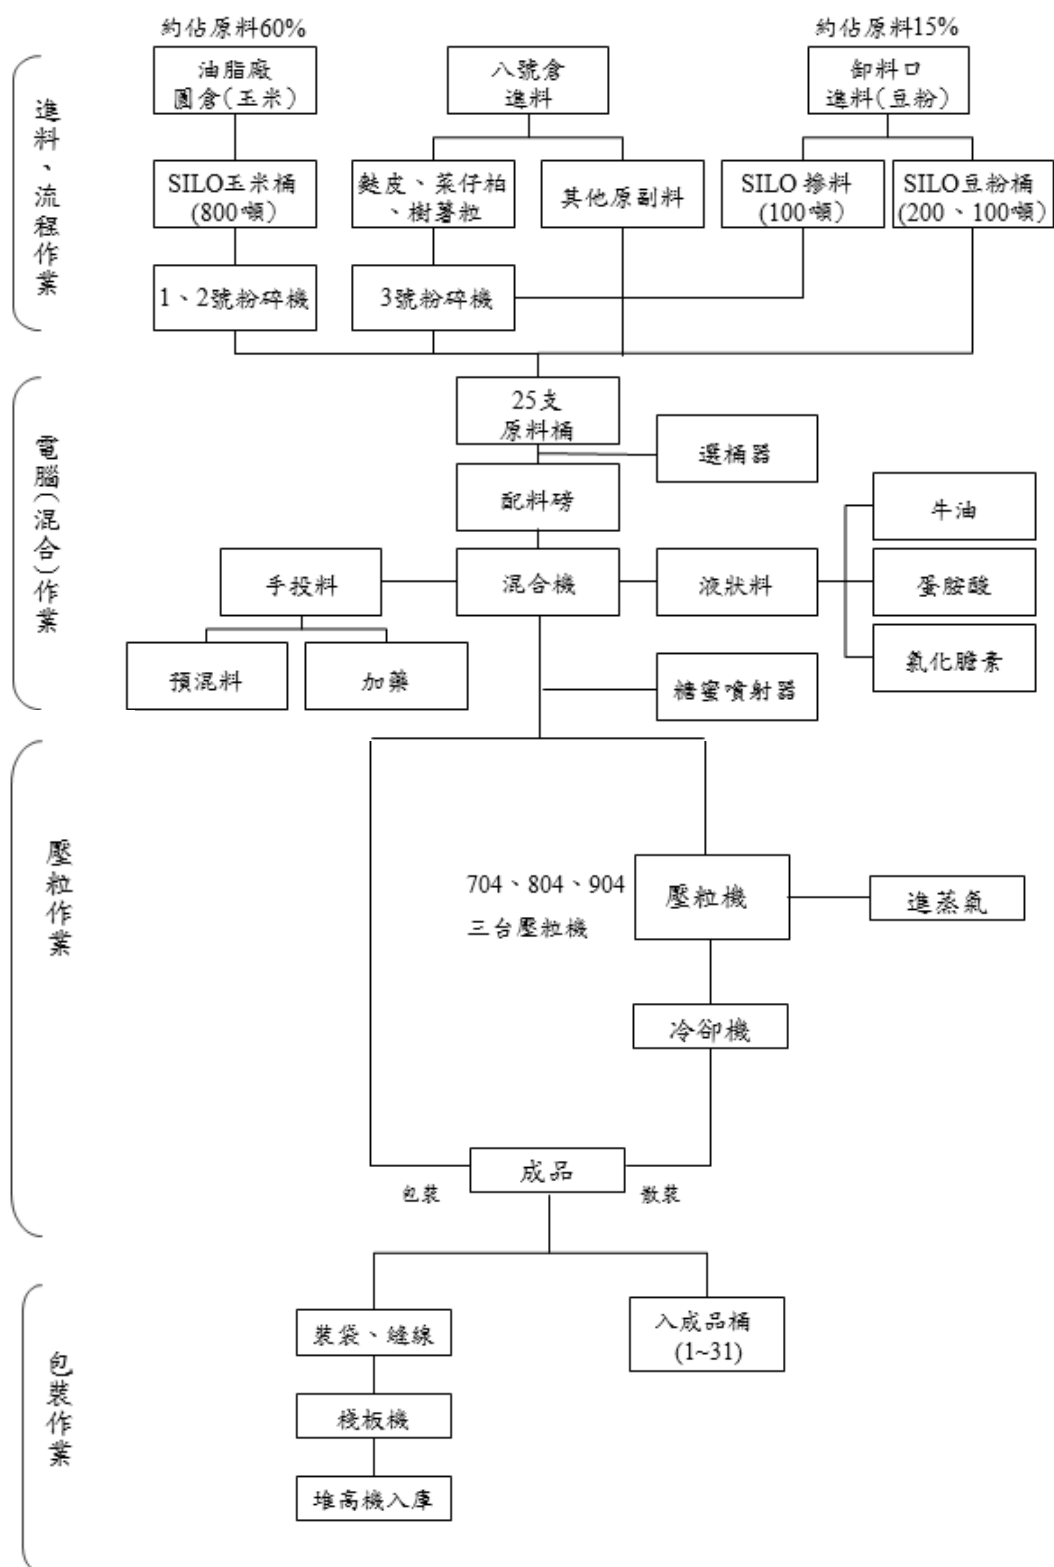 約佔原料60%
約佔原料15%
油脂廠
圓倉(玉米)
八號倉
進料
卸料口
進料(豆粉)
進料、流程作業
SILO玉米桶
(800噸)
麩皮、菜仔柏
、樹薯粒
其他原副料
SILO 摻料
(100噸)
SILO豆粉桶
(200、100噸)
1、2號粉碎機
3號粉碎機
電腦(混合)作業
25支
原料桶
選桶器
配料磅
牛油
手投料
混合機
液狀料
蛋胺酸
預混料
加藥
糖蜜噴射器
氯化膽素
壓粒作業
704、804、904
三台壓粒機
壓粒機
進蒸氣
冷卻機
成品
包裝
散裝
包裝作業
裝袋、縫線
入成品桶
(1~31)
棧板機
堆高機入庫